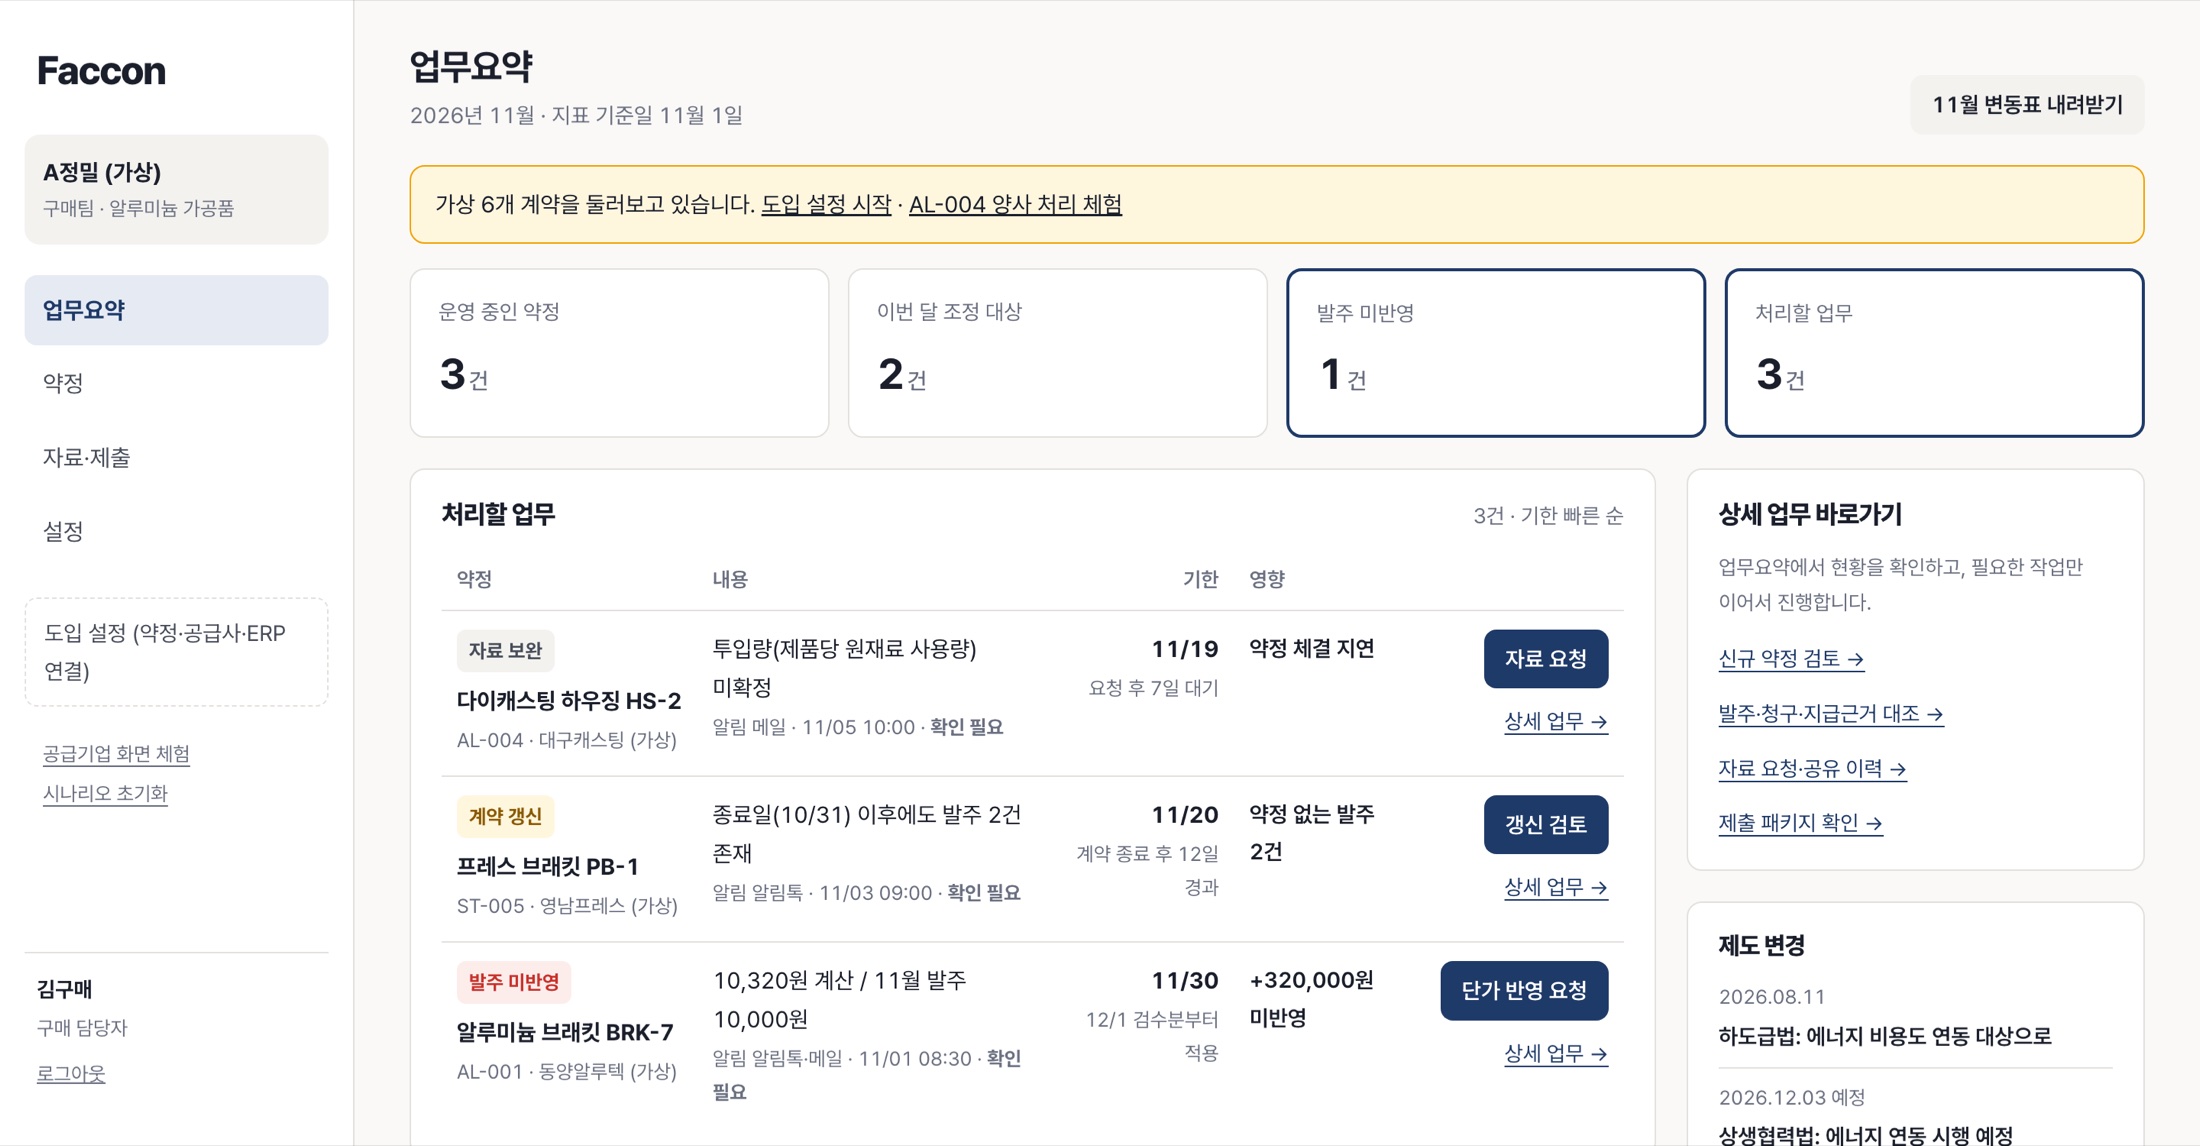 Faccon
A정밀 (가상)
구매팀 · 알루미늄 가공품
업무요약
약정
자료·제출
설정
도입 설정 (약정·공급사·ERP
연결)
공급기업 화면 체험
시나리오 초기화
김구매
구매 담당자
로그아웃
업무요약
2026년 11월 · 지표 기준일 11월 1일
11월 변동표 내려받기
가상 6개 계약을 둘러보고 있습니다. 도입 설정 시작 · AL-004 양사 처리 체험
운영 중인 약정
3건
이번 달 조정 대상
2건
발주 미반영
1건
처리할 업무
3건
처리할 업무
3건 · 기한 빠른 순
약정 내용 기한 영향
자료 보완
다이캐스팅 하우징 HS-2
AL-004 · 대구캐스팅 (가상)
투입량(제품당 원재료 사용량)
미확정
알림 메일 · 11/05 10:00 · 확인 필요
11/19
요청 후 7일 대기
약정 체결 지연
자료 요청
상세 업무 →
계약 갱신
프레스 브래킷 PB-1
ST-005 · 영남프레스 (가상)
종료일(10/31) 이후에도 발주 2건
존재
알림 알림톡 · 11/03 09:00 · 확인 필요
11/20
계약 종료 후 12일
경과
약정 없는 발주
2건
갱신 검토
상세 업무 →
발주 미반영
알루미늄 브래킷 BRK-7
AL-001 · 동양알루텍 (가상)
10,320원 계산 / 11월 발주
10,000원
알림 알림톡·메일 · 11/01 08:30 · 확인
필요
11/30
12/1 검수분부터
적용
+320,000원
미반영
단가 반영 요청
상세 업무 →
상세 업무 바로가기
업무요약에서 현황을 확인하고, 필요한 작업만
이어서 진행합니다.
신규 약정 검토 →
발주·청구·지급근거 대조 →
자료 요청·공유 이력 →
제출 패키지 확인 →
제도 변경
2026.08.11
하도급법: 에너지 비용도 연동 대상으로
2026.12.03 예정
상생협력법: 에너지 연동 시행 예정